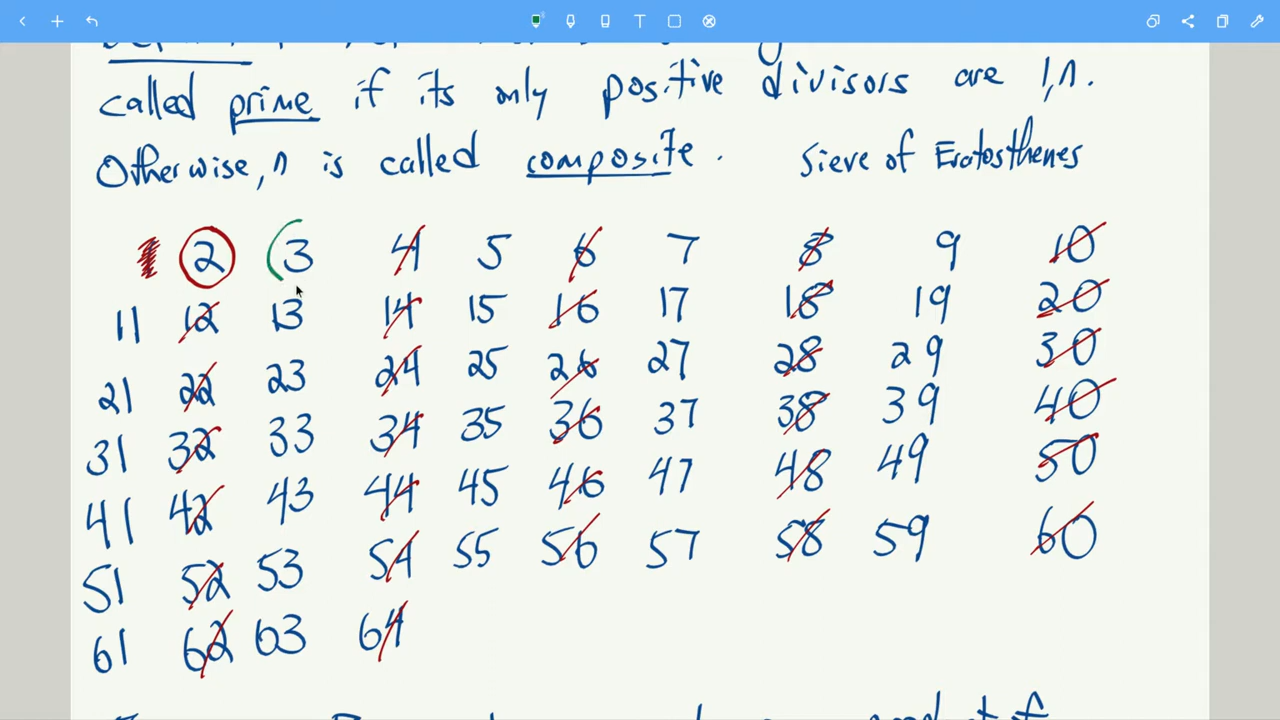 called prime if its only positive divisors are 1,n.
Otherwise, n is called composite. Sieve of Eratosthenes
1 2 (3 4 5 6 7 8 9 10
11 12 13 14 15 16 17 18 19 20
21 22 23 24 25 26 27 28 29 30
31 32 33 34 35 36 37 38 39 40
41 42 43 44 45 46 47 48 49 50
51 52 53 54 55 56 57 58 59 60
61 62 63 64
product of